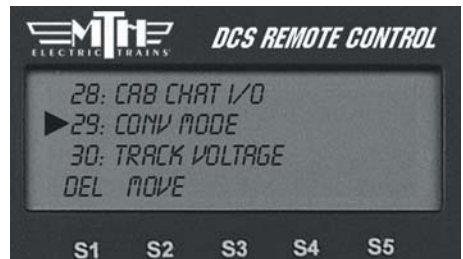 MTH
ELECTRIC TRAINS
DCS REMOTE CONTROL
28: CAB CHAT I/O
29: CONV MODE
30: TRACK VOLTAGE
DEL MOVE
S1 S2 S3 S4 S5